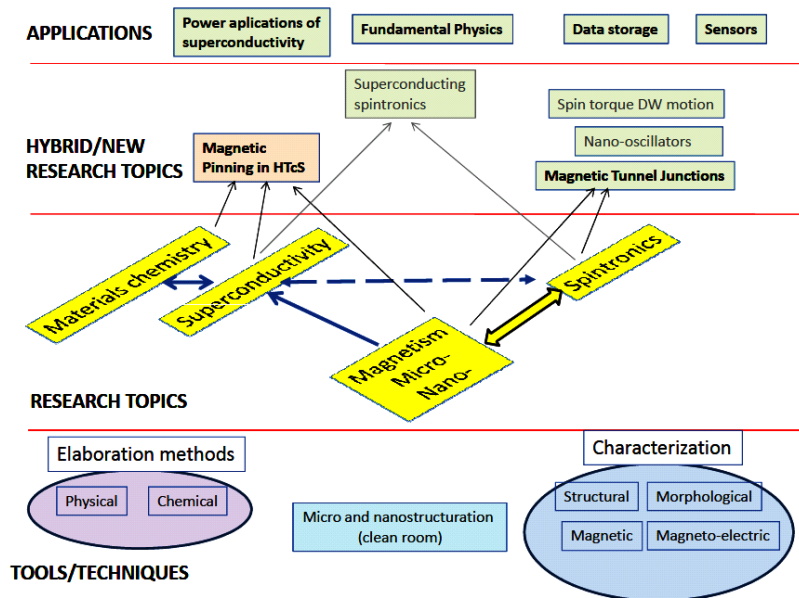 APPLICATIONS
Power aplications of
superconductivity
Fundamental Physics
Data storage
Sensors
Superconducting
spintronics
Spin torque DW motion
Nano-oscillators
Magnetic Tunnel Junctions
HYBRID/NEW
RESEARCH TOPICS
Magnetic
Pinning in HTcS
Materials chemistry
Superconductivity
Spintronics
Magnetism
Micro-
Nano-
RESEARCH TOPICS
Elaboration methods
Physical
Chemical
Micro and nanostructuration
(clean room)
Characterization
Structural
Morphological
Magnetic
Magneto-electric
TOOLS/TECHNIQUES